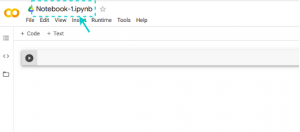 Notebook-1.ipynb
File Edit View Insert Runtime Tools Help
+ Code + Text